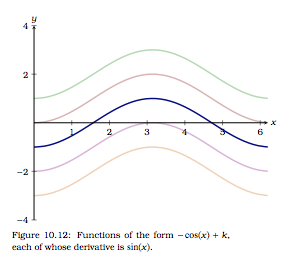 y
4
2
1 2 3 4 5 6 x
−2
−4
Figure 10.12: Functions of the form − cos(x) + k,
each of whose derivative is sin(x).